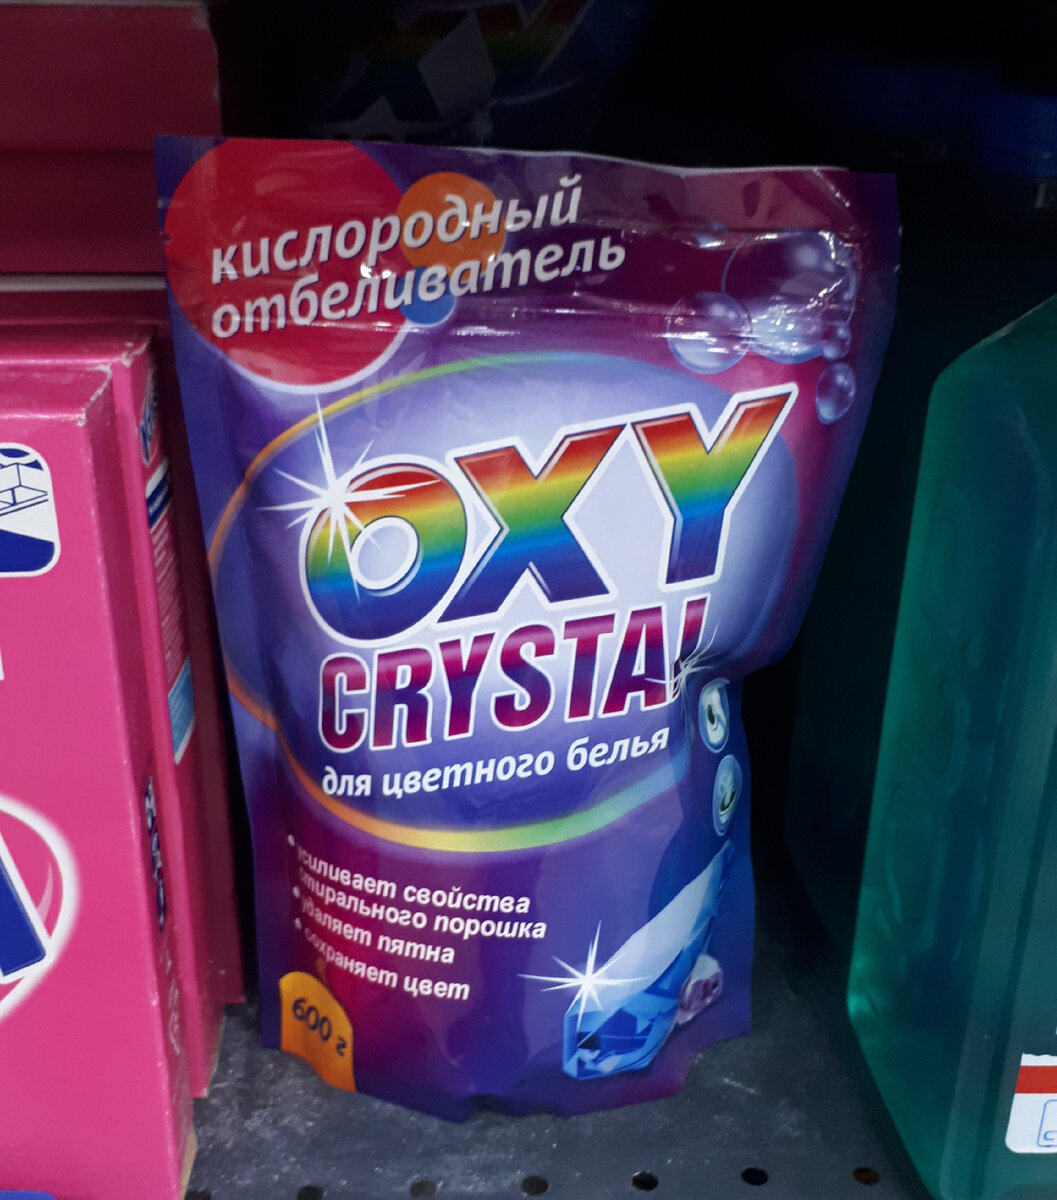 кислородный
отбеливатель
OXY
CRYSTAL
для цветного белья
• усиливает свойства
стирального порошка
• удаляет пятна
• сохраняет цвет
600 г